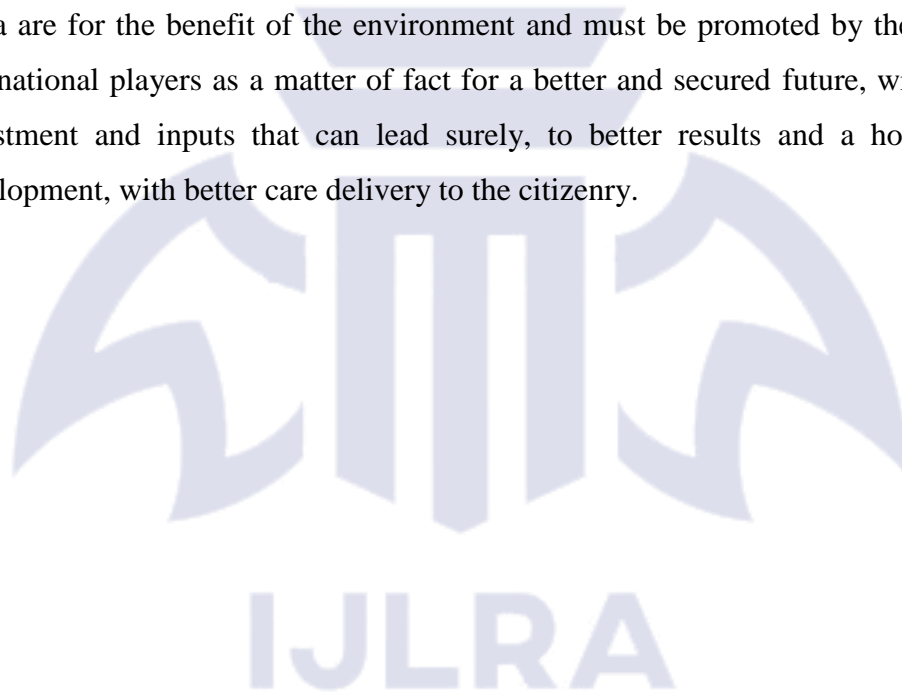 a are for the benefit of the environment and must be promoted by the
national players as a matter of fact for a better and secured future, wi
stment and inputs that can lead surely, to better results and a ho
lopment, with better care delivery to the citizenry.
IJLRA